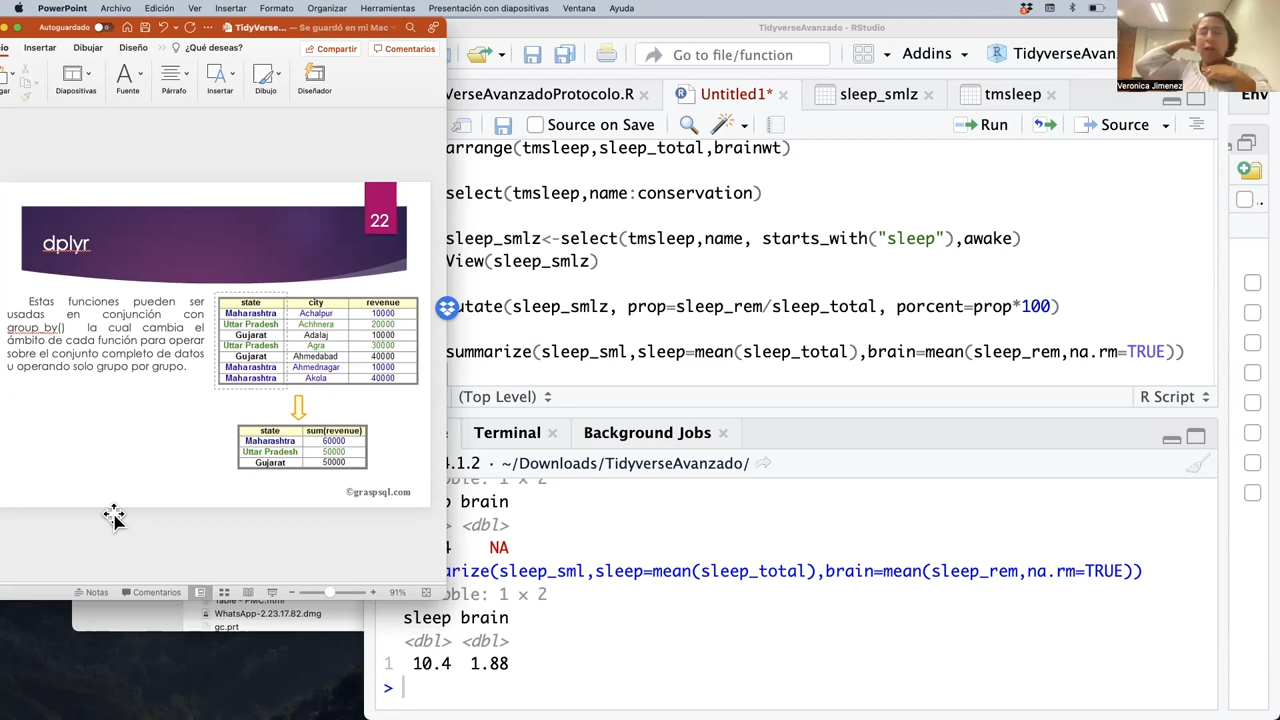 PowerPoint Archivo Edición Ver Insertar Formato Organizar Herramientas Presentación con diapositivas Ventana Ayuda
Autoguardado TidyVerse... — Se guardó en mi Mac
Insertar Dibujar Diseño ¿Qué deseas? Compartir Comentarios
Diapositivas Fuente Párrafo Insertar Dibujo Diseñador
22
dplyr
Estas funciones pueden ser
usadas en conjunción con
group_by() la cual cambia el
ámbito de cada función para operar
sobre el conjunto completo de datos
u operando solo grupo por grupo.
state city revenue
Maharashtra Achalpur 10000
Uttar Pradesh Achhnera 20000
Gujarat Adalaj 10000
Uttar Pradesh Agra 30000
Gujarat Ahmedabad 40000
Maharashtra Ahmednagar 10000
Maharashtra Akola 40000
state sum(revenue)
Maharashtra 60000
Uttar Pradesh 50000
Gujarat 50000
©graspsql.com
Notas Comentarios 91%
WhatsApp-2.23.17.82.dmg
gc.prt
TidyverseAvanzado - RStudio
Go to file/function Addins TidyverseAvan
Veronica Jimenez
verseAvanzadoProtocolo.R Untitled1* sleep_smlz tmsleep Env
Source on Save Run Source
arrange(tmsleep,sleep_total,brainwt)
select(tmsleep,name:conservation)
sleep_smlz<-select(tmsleep,name, starts_with("sleep"),awake)
View(sleep_smlz)
utate(sleep_smlz, prop=sleep_rem/sleep_total, porcent=prop*100)
summarize(sleep_sml,sleep=mean(sleep_total),brain=mean(sleep_rem,na.rm=TRUE))
(Top Level) R Script
Terminal Background Jobs
4.1.2 · ~/Downloads/TidyverseAvanzado/
bble: 1 × 2
p brain
<dbl>
4 NA
arize(sleep_sml,sleep=mean(sleep_total),brain=mean(sleep_rem,na.rm=TRUE))
bble: 1 × 2
sleep brain
<dbl> <dbl>
1 10.4 1.88
>